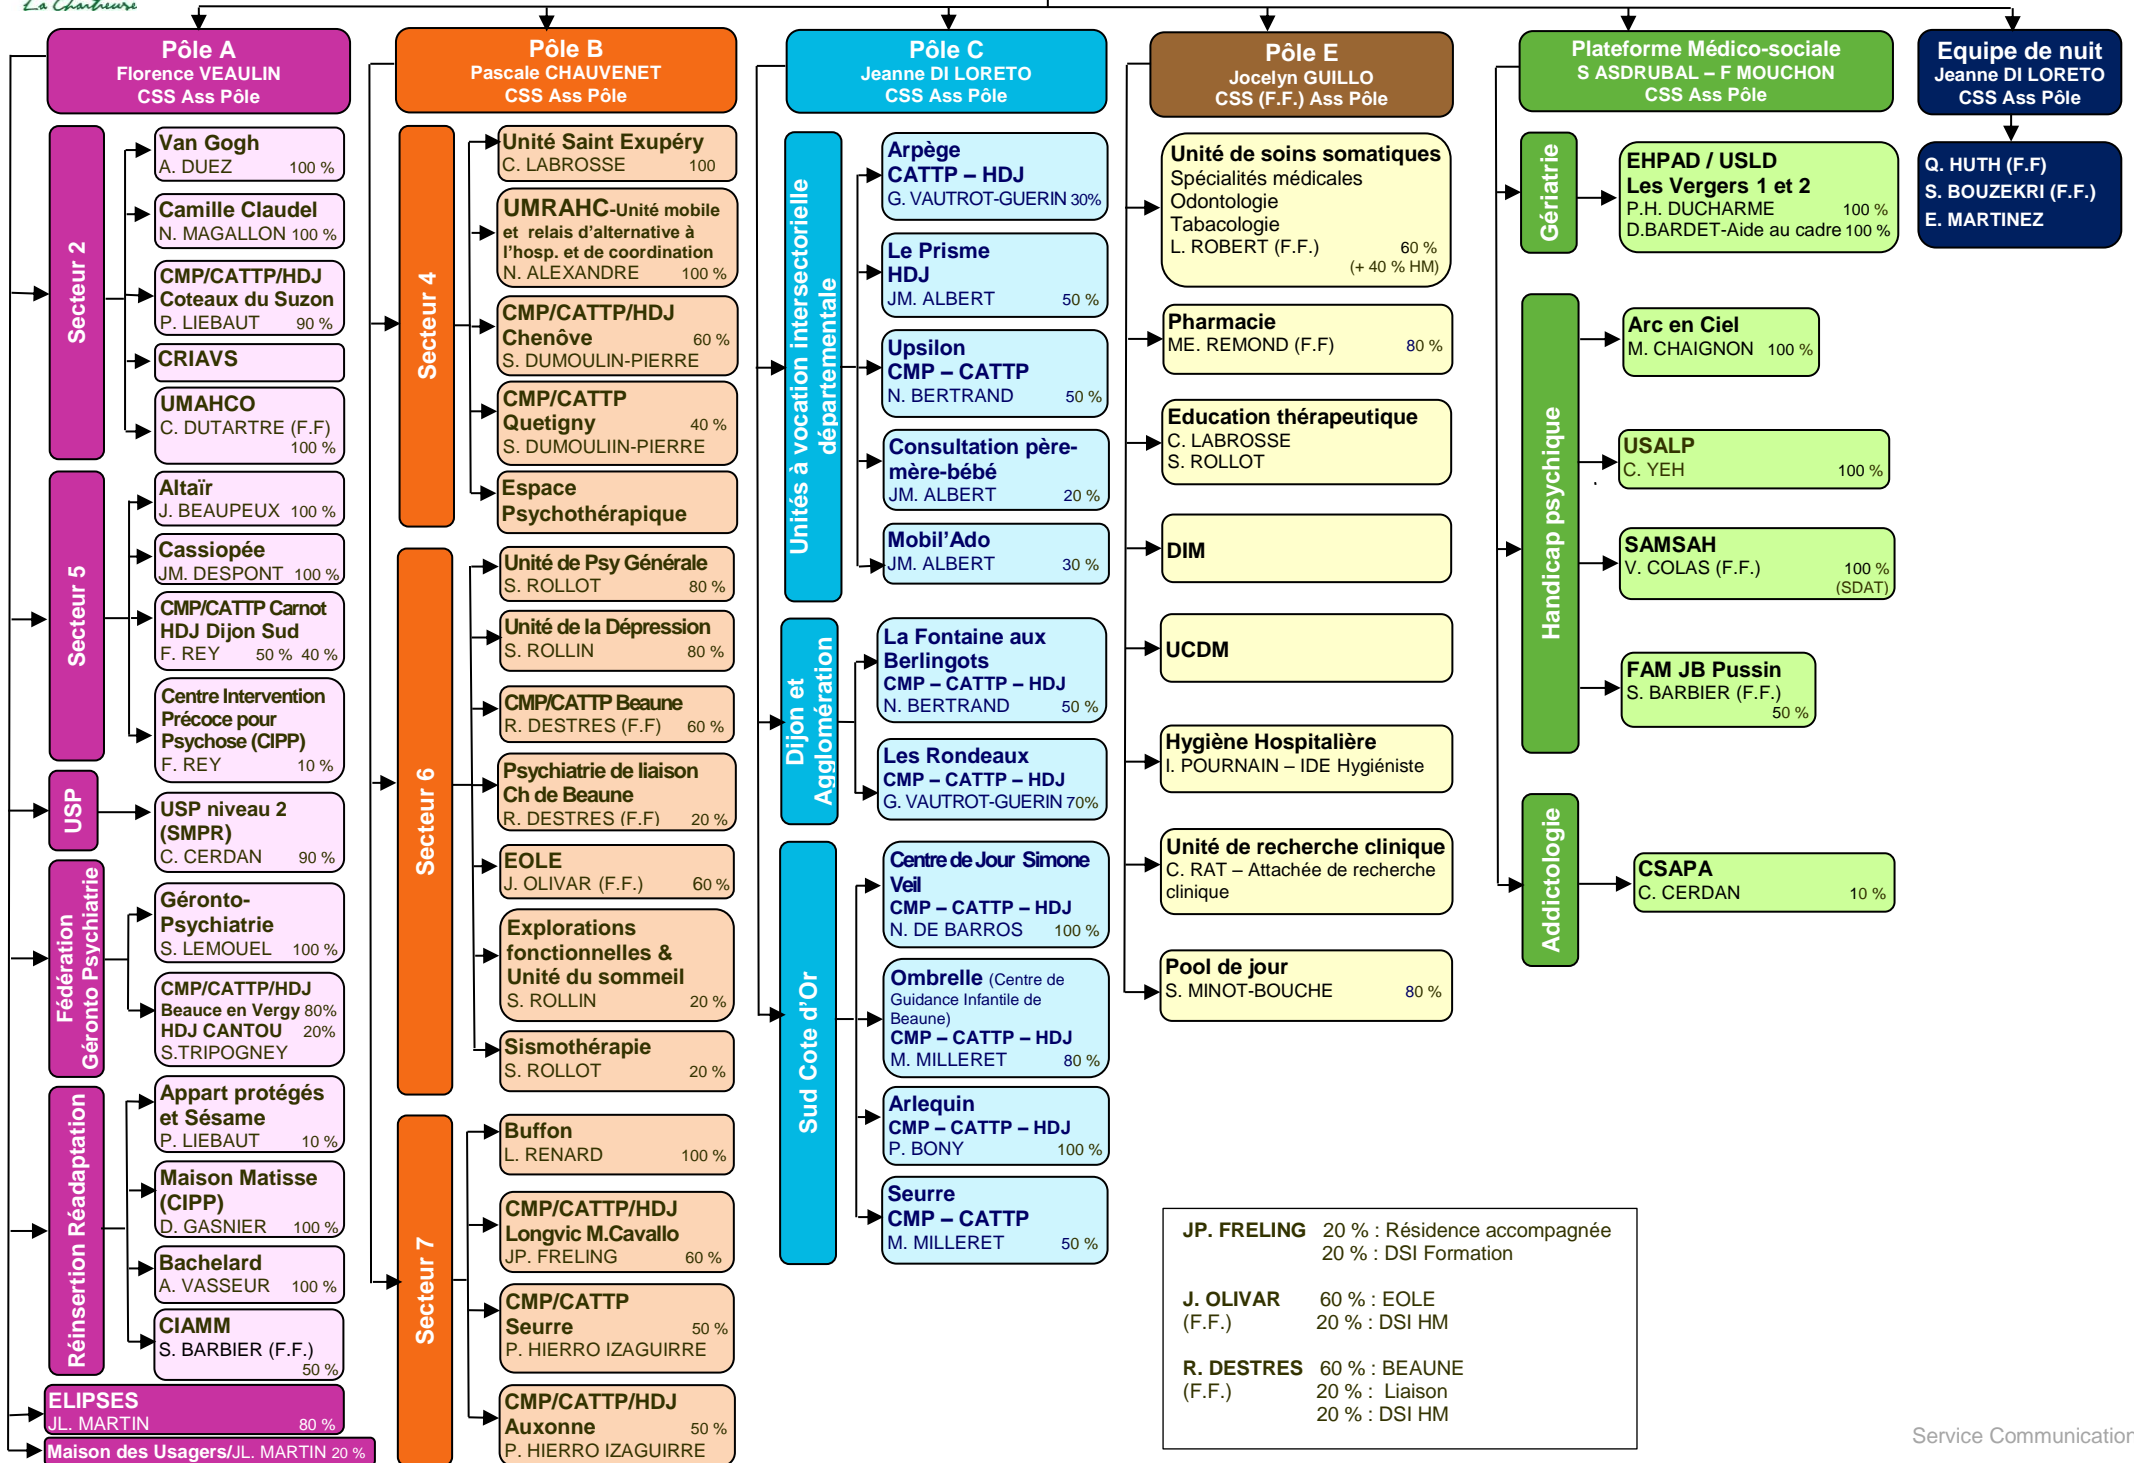 La Chartreuse
Pôle A
Florence VEAULIN
CSS Ass Pôle
Secteur 2
Van Gogh
A. DUEZ 100 %
Camille Claudel
N. MAGALLON 100 %
CMP/CATTP/HDJ
Coteaux du Suzon
P. LIEBAUT 90 %
CRIAVS
UMAHCO
C. DUTARTRE (F.F)
100 %
Secteur 5
Altaïr
J. BEAUPEUX 100 %
Cassiopée
JM. DESPONT 100 %
CMP/CATTP Carnot
HDJ Dijon Sud
F. REY 50 % 40 %
Centre Intervention
Précoce pour
Psychose (CIPP)
F. REY 10 %
USP
USP niveau 2
(SMPR)
C. CERDAN 90 %
Fédération
Géronto Psychiatrie
Géronto-
Psychiatrie
S. LEMOUEL 100 %
CMP/CATTP/HDJ
Beauce en Vergy 80%
HDJ CANTOU 20%
S.TRIPOGNEY
Réinsertion Réadaptation
Appart protégés
et Sésame
P. LIEBAUT 10 %
Maison Matisse
(CIPP)
D. GASNIER 100 %
Bachelard
A. VASSEUR 100 %
CIAMM
S. BARBIER (F.F.)
50 %
ELIPSES
JL. MARTIN 80 %
Maison des Usagers/JL. MARTIN 20 %
Pôle B
Pascale CHAUVENET
CSS Ass Pôle
Secteur 4
Unité Saint Exupéry
C. LABROSSE 100
UMRAHC-Unité mobile
et relais d'alternative à
l'hosp. et de coordination
N. ALEXANDRE 100 %
CMP/CATTP/HDJ
Chenôve 60 %
S. DUMOULIN-PIERRE
CMP/CATTP
Quetigny 40 %
S. DUMOULIIN-PIERRE
Espace
Psychothérapique
Secteur 6
Unité de Psy Générale
S. ROLLOT 80 %
Unité de la Dépression
S. ROLLIN 80 %
CMP/CATTP Beaune
R. DESTRES (F.F) 60 %
Psychiatrie de liaison
Ch de Beaune
R. DESTRES (F.F) 20 %
EOLE
J. OLIVAR (F.F.) 60 %
Explorations
fonctionnelles &
Unité du sommeil
S. ROLLIN 20 %
Sismothérapie
S. ROLLOT 20 %
Secteur 7
Buffon
L. RENARD 100 %
CMP/CATTP/HDJ
Longvic M.Cavallo
JP. FRELING 60 %
CMP/CATTP
Seurre 50 %
P. HIERRO IZAGUIRRE
CMP/CATTP/HDJ
Auxonne 50 %
P. HIERRO IZAGUIRRE
Pôle C
Jeanne DI LORETO
CSS Ass Pôle
Unités à vocation intersectorielle
départementale
Arpège
CATTP – HDJ
G. VAUTROT-GUERIN 30%
Le Prisme
HDJ
JM. ALBERT 50 %
Upsilon
CMP – CATTP
N. BERTRAND 50 %
Consultation père-
mère-bébé
JM. ALBERT 20 %
Mobil'Ado
JM. ALBERT 30 %
Dijon et
Agglomération
La Fontaine aux
Berlingots
CMP – CATTP – HDJ
N. BERTRAND 50 %
Les Rondeaux
CMP – CATTP – HDJ
G. VAUTROT-GUERIN 70%
Sud Cote d'Or
Centre de Jour Simone
Veil
CMP – CATTP – HDJ
N. DE BARROS 100 %
Ombrelle (Centre de
Guidance Infantile de
Beaune)
CMP – CATTP – HDJ
M. MILLERET 80 %
Arlequin
CMP – CATTP – HDJ
P. BONY 100 %
Seurre
CMP – CATTP
M. MILLERET 50 %
Pôle E
Jocelyn GUILLO
CSS (F.F.) Ass Pôle
Unité de soins somatiques
Spécialités médicales
Odontologie
Tabacologie
L. ROBERT (F.F.) 60 %
(+ 40 % HM)
Pharmacie
ME. REMOND (F.F) 80 %
Education thérapeutique
C. LABROSSE
S. ROLLOT
DIM
UCDM
Hygiène Hospitalière
I. POURNAIN – IDE Hygiéniste
Unité de recherche clinique
C. RAT – Attachée de recherche
clinique
Pool de jour
S. MINOT-BOUCHE 80 %
Plateforme Médico-sociale
S ASDRUBAL – F MOUCHON
CSS Ass Pôle
Gériatrie
EHPAD / USLD
Les Vergers 1 et 2
P.H. DUCHARME 100 %
D.BARDET-Aide au cadre 100 %
Handicap psychique
Arc en Ciel
M. CHAIGNON 100 %
USALP
C. YEH 100 %
SAMSAH
V. COLAS (F.F.) 100 %
(SDAT)
FAM JB Pussin
S. BARBIER (F.F.)
50 %
Addictologie
CSAPA
C. CERDAN 10 %
Equipe de nuit
Jeanne DI LORETO
CSS Ass Pôle
Q. HUTH (F.F)
S. BOUZEKRI (F.F.)
E. MARTINEZ
JP. FRELING 20 % : Résidence accompagnée
20 % : DSI Formation
J. OLIVAR 60 % : EOLE
(F.F.) 20 % : DSI HM
R. DESTRES 60 % : BEAUNE
(F.F.) 20 % : Liaison
20 % : DSI HM
Service Communication